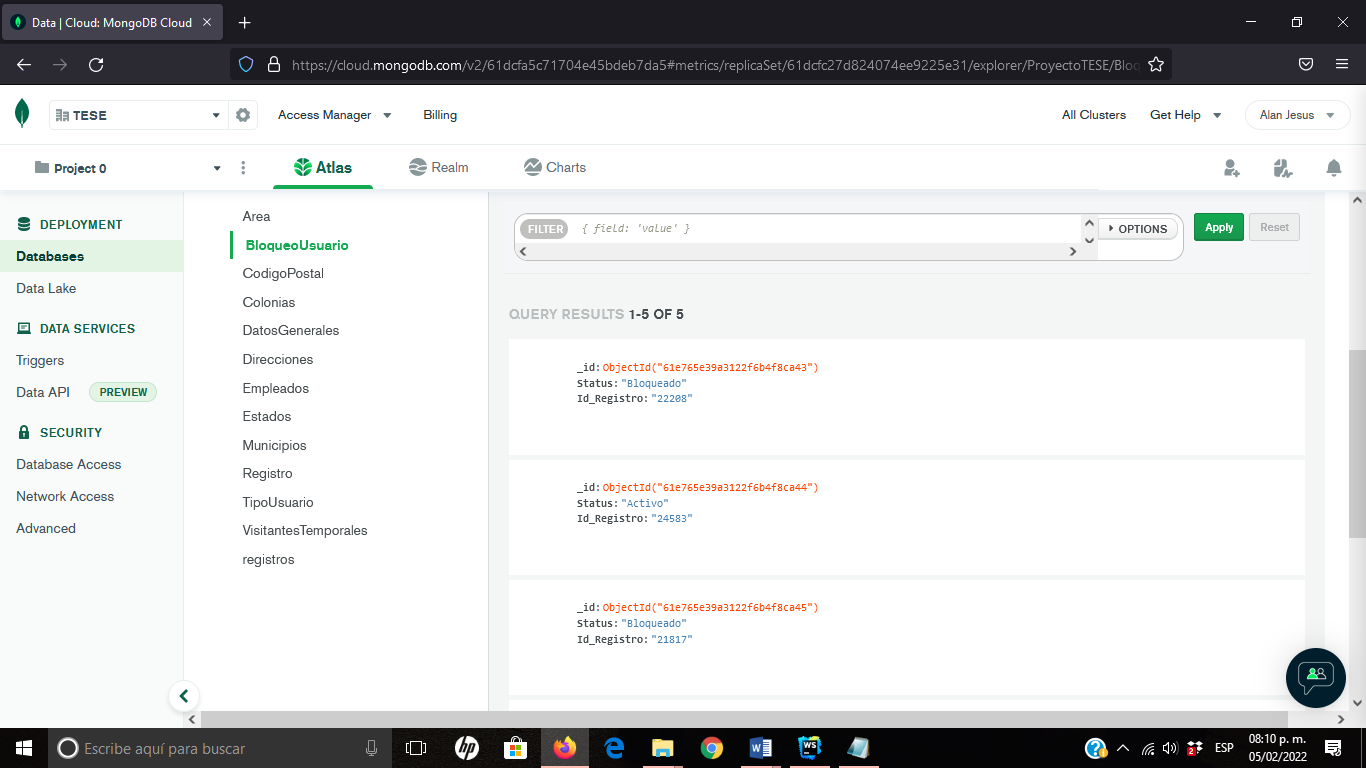 Data | Cloud: MongoDB Cloud
https://cloud.mongodb.com/v2/61dcfa5c71704e45bdeb7da5#metrics/replicaSet/61dcfc27d824074ee9225e31/explorer/ProyectoTESE/Bloq
TESE Access Manager Billing All Clusters Get Help Alan Jesus
Project 0 Atlas Realm Charts
DEPLOYMENT
Databases
Data Lake
DATA SERVICES
Triggers
Data API PREVIEW
SECURITY
Database Access
Network Access
Advanced
Area
BloqueoUsuario
CodigoPostal
Colonias
DatosGenerales
Direcciones
Empleados
Estados
Municipios
Registro
TipoUsuario
VisitantesTemporales
registros
FILTER { field: 'value' } OPTIONS Apply Reset
QUERY RESULTS 1-5 OF 5
_id: ObjectId("61e765e39a3122f6b4f8ca43")
Status: "Bloqueado"
Id_Registro: "22208"
_id: ObjectId("61e765e39a3122f6b4f8ca44")
Status: "Activo"
Id_Registro: "24583"
_id: ObjectId("61e765e39a3122f6b4f8ca45")
Status: "Bloqueado"
Id_Registro: "21817"
Escribe aquí para buscar
hp
W
WS
2
ESP
08:10 p. m.
05/02/2022